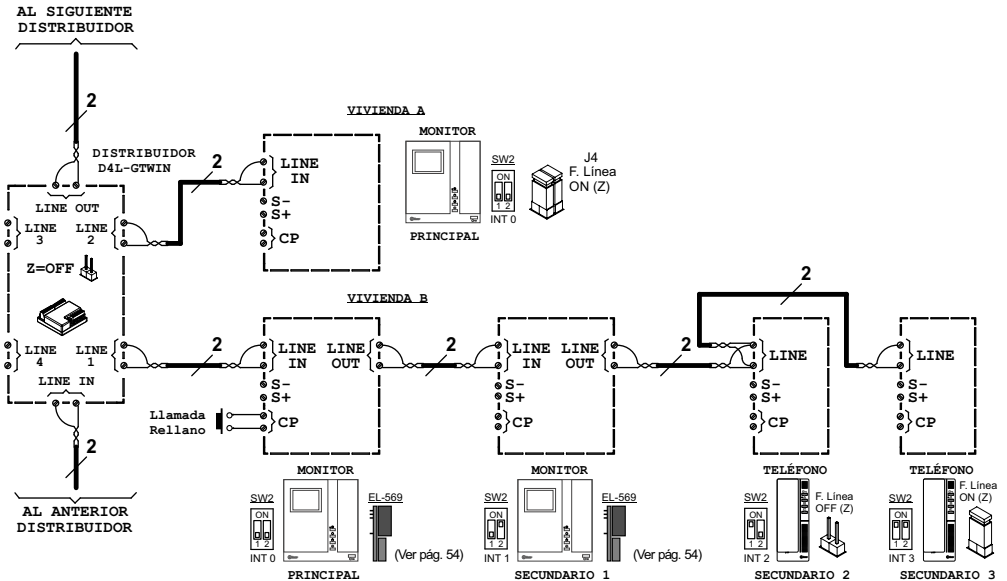 AL SIGUIENTE
DISTRIBUIDOR
2
DISTRIBUIDOR
D4L-GTWIN
LINE OUT
LINE
3
LINE
2
Z=OFF
LINE
4
LINE
1
LINE IN
2
AL ANTERIOR
DISTRIBUIDOR
2
VIVIENDA A
LINE
IN
S-
S+
CP
MONITOR
SW2
ON
1 2
INT 0
J4
F. Línea
ON (Z)
PRINCIPAL
VIVIENDA B
2
LINE
IN
LINE
OUT
S-
S+
CP
Llamada
Rellano
2
LINE
IN
LINE
OUT
S-
S+
CP
2
LINE
S-
S+
CP
2
LINE
S-
S+
CP
MONITOR
SW2
ON
1 2
INT 0
EL-569
(Ver pág. 54)
PRINCIPAL
MONITOR
SW2
ON
1 2
INT 1
EL-569
(Ver pág. 54)
SECUNDARIO 1
TELÉFONO
SW2
ON
1 2
INT 2
F. Línea
OFF (Z)
SECUNDARIO 2
TELÉFONO
SW2
ON
1 2
INT 3
F. Línea
ON (Z)
SECUNDARIO 3